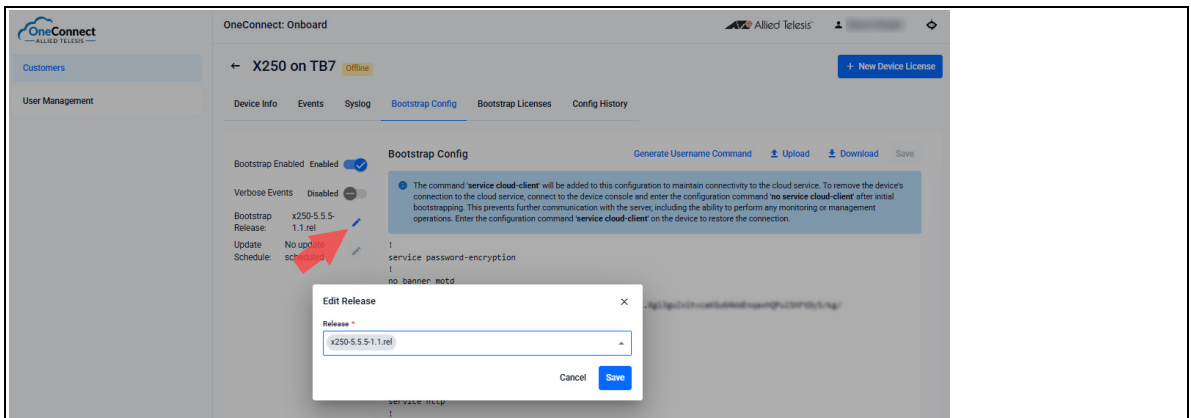 OneConnect
ALLIED TELESIS
OneConnect: Onboard
Allied Telesis
Customers
User Management
← X250 on TB7 Offline
+ New Device License
Device Info Events Syslog Bootstrap Config Bootstrap Licenses Config History
Bootstrap Enabled Enabled
Verbose Events Disabled
Bootstrap Release: x250-5.5.5-1.1.rel
Update Schedule: No update scheduled
Bootstrap Config
Generate Username Command Upload Download Save
The command 'service cloud-client' will be added to this configuration to maintain connectivity to the cloud service. To remove the device's
connection to the cloud service, connect to the device console and enter the configuration command 'no service cloud-client' after initial
bootstrapping. This prevents further communication with the server, including the ability to perform any monitoring or management
operations. Enter the configuration command 'service cloud-client' on the device to restore the connection.
!
service password-encryption
!
no banner motd
Edit Release
Release *
x250-5.5.5-1.1.rel
Cancel Save
service http
!